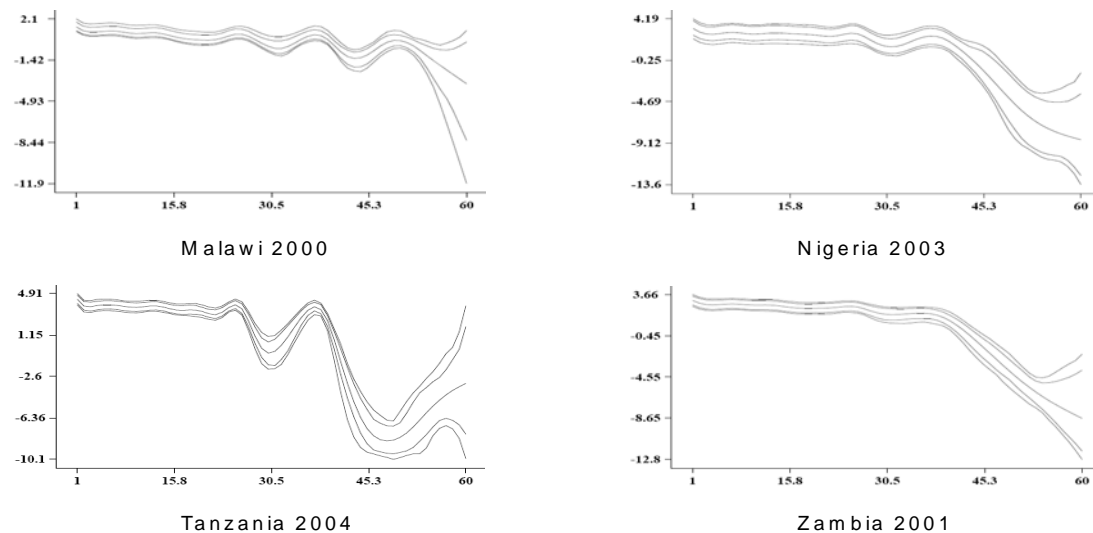 2.1
-1.42
-4.93
-8.44
-11.9
1 15.8 30.5 45.3 60
Malawi 2000
4.19
-0.25
-4.69
-9.12
-13.6
1 15.8 30.5 45.3 60
Nigeria 2003
4.91
1.15
-2.6
-6.36
-10.1
1 15.8 30.5 45.3 60
Tanzania 2004
3.66
-0.45
-4.55
-8.65
-12.8
1 15.8 30.5 45.3 60
Zambia 2001